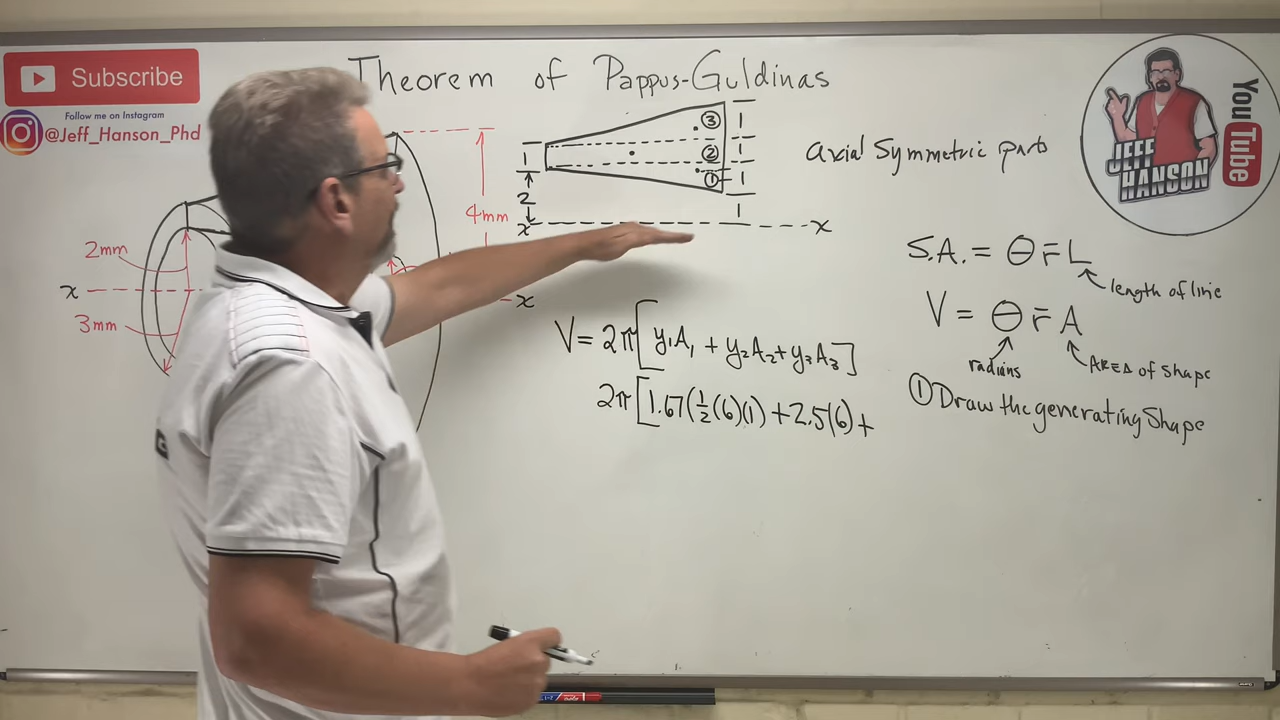 Subscribe
Follow me on Instagram
@Jeff_Hanson_Phd
Theorem of Pappus-Guldinas
YouTube
JEFF HANSON
axial Symmetric parts
③
②
①
1
1
1
1
1
2
x
x
4mm
2mm
3mm
x
x
S.A. = θ r̄ L
length of line
V = θ r̄ A
radians
AREA of Shape
① Draw the generating Shape
V = 2π[y₁A₁ + y₂A₂ + y₃A₃]
2π[1.67(½(6)(1) + 2.5(6) +